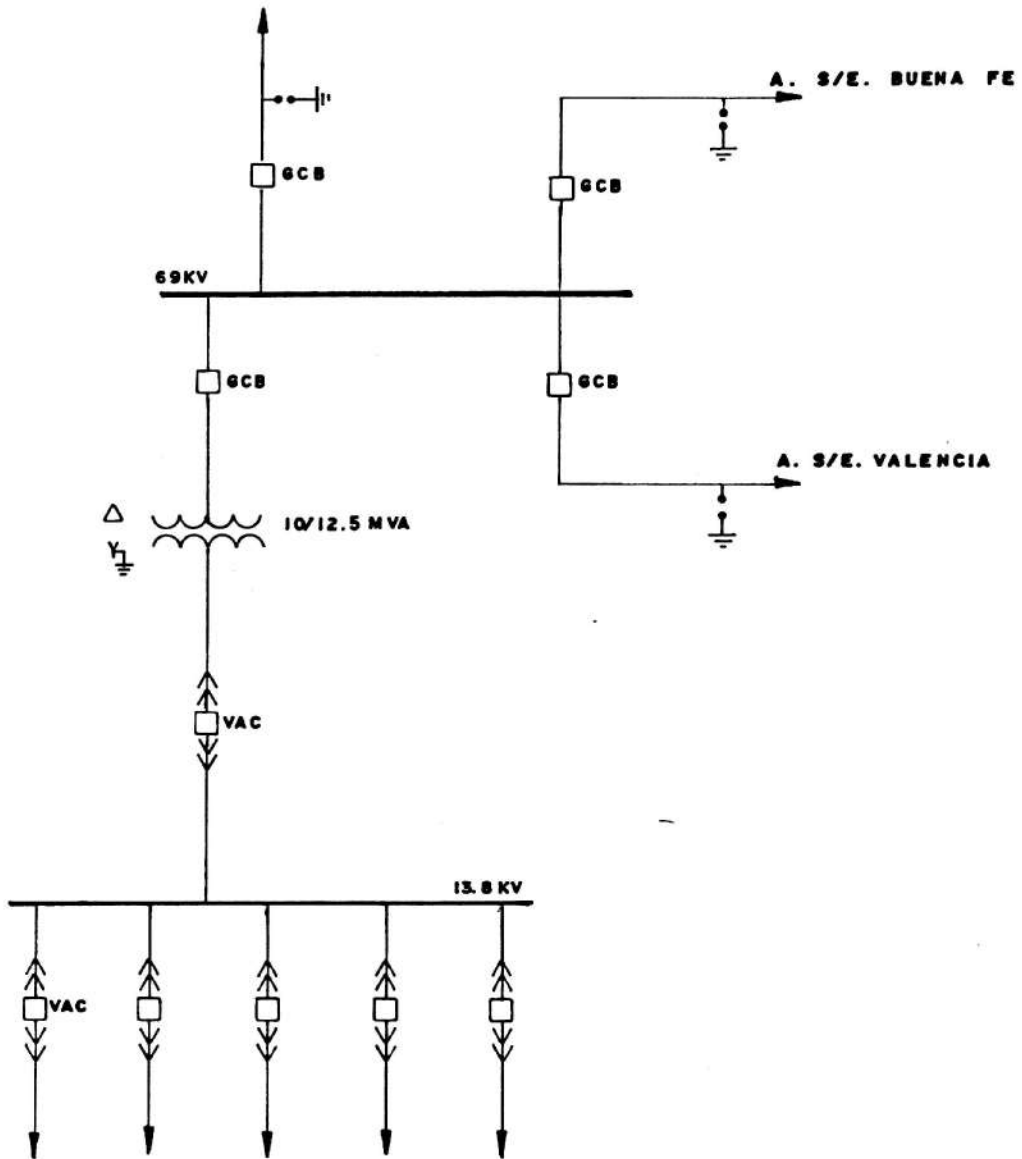 A. S/E. BUENA FE
GCB
GCB
69KV
GCB
GCB
A. S/E. VALENCIA
10/12.5 MVA
VAC
13.8 KV
VAC